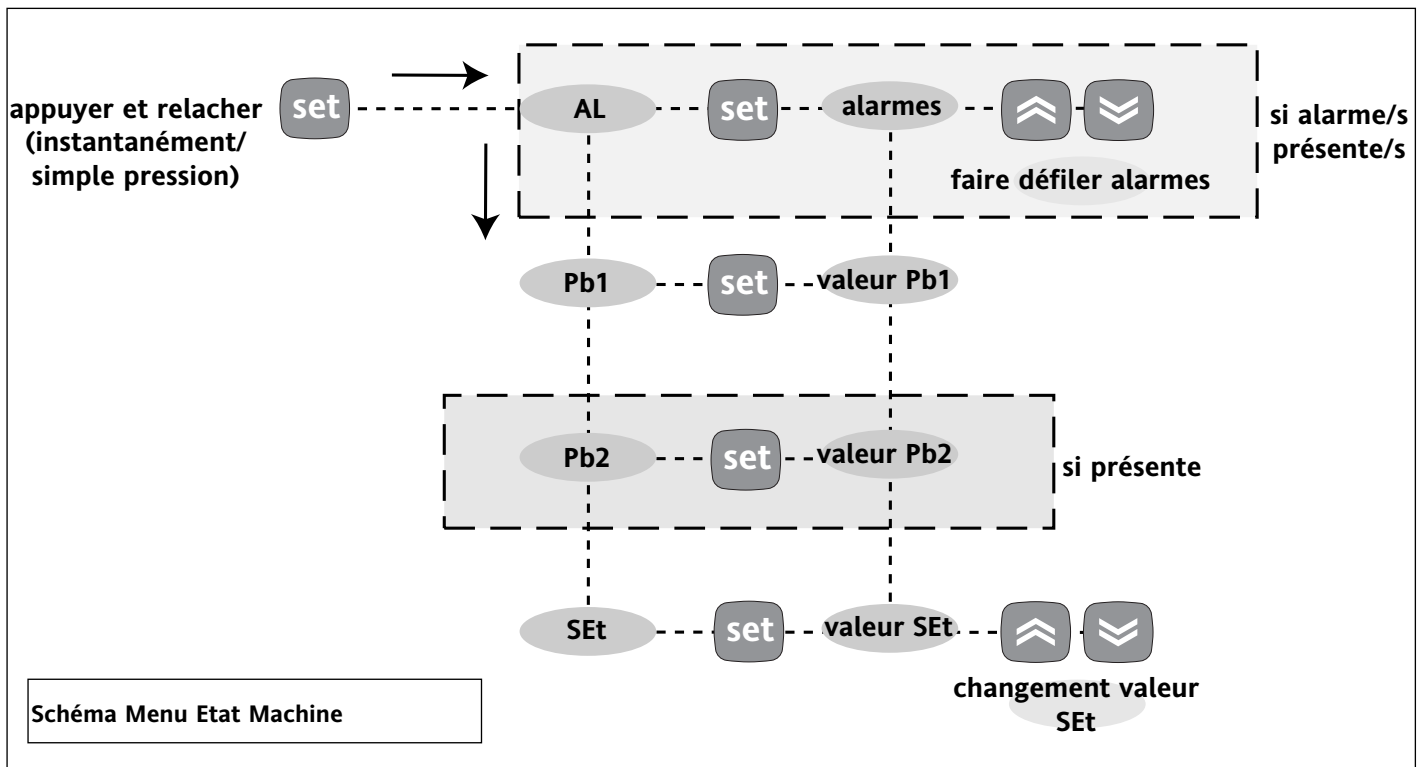 appuyer et relacher
(instantanément/
simple pression)
set
AL
set
alarmes
faire défiler alarmes
si alarme/s
présente/s
Pb1
set
valeur Pb1
Pb2
set
valeur Pb2
si présente
SEt
set
valeur SEt
changement valeur
SEt
Schéma Menu Etat Machine